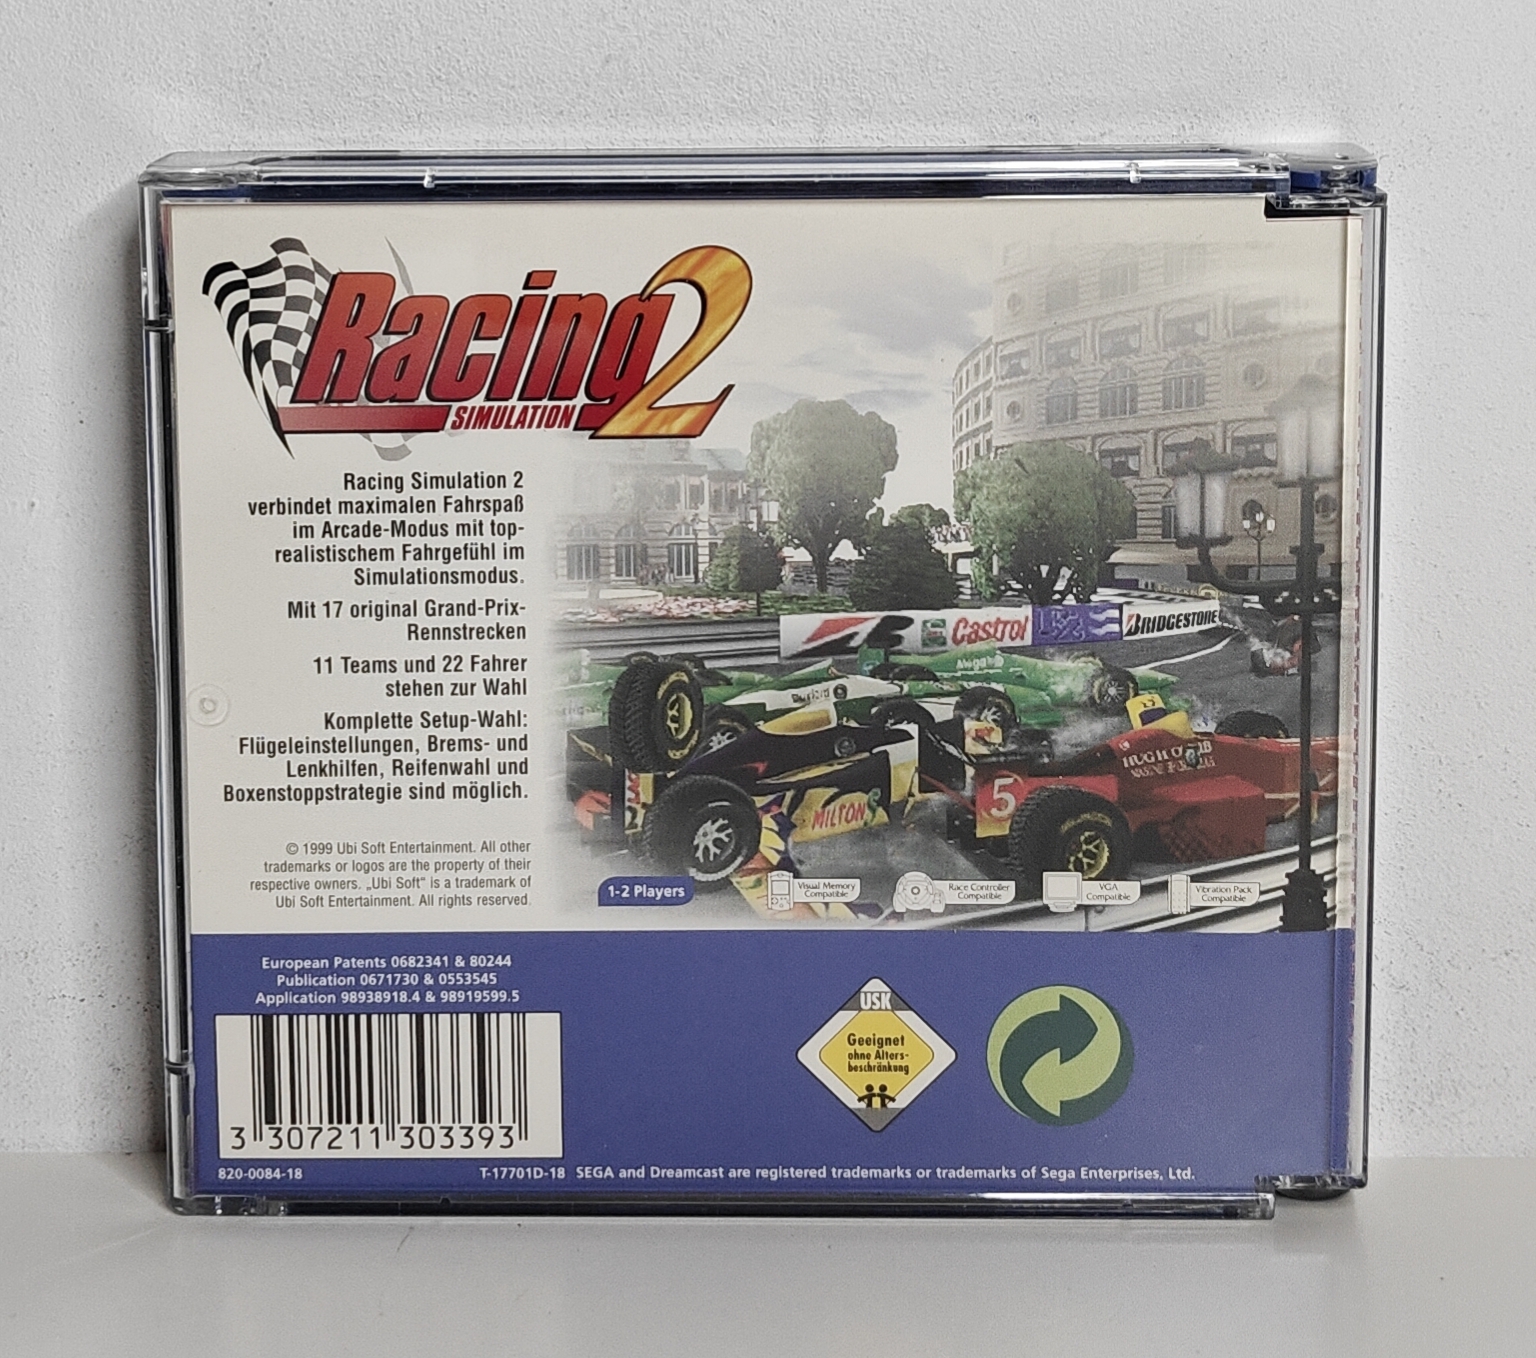 Racing 2
SIMULATION
Racing Simulation 2
verbindet maximalen Fahrspaß
im Arcade-Modus mit top-
realistischem Fahrgefühl im
Simulationsmodus.
Mit 17 original Grand-Prix-
Rennstrecken
11 Teams und 22 Fahrer
stehen zur Wahl
Komplette Setup-Wahl:
Flügeleinstellungen, Brems- und
Lenkhilfen, Reifenwahl und
Boxenstoppstrategie sind möglich.
© 1999 Ubi Soft Entertainment. All other
trademarks or logos are the property of their
respective owners. „Ubi Soft" is a trademark of
Ubi Soft Entertainment. All rights reserved.
Castrol
BRIDGESTONE
MILTON
5
1-2 Players
Visual Memory
Compatible
Race Controller
Compatible
VGA
Compatible
Vibration Pack
Compatible
European Patents 0682341 & 80244
Publication 0671730 & 0553545
Application 98938918.4 & 98919599.5
3 307211 303393
USK
Geeignet
ohne Alters-
beschränkung
820-0084-18
T-17701D-18 SEGA and Dreamcast are registered trademarks or trademarks of Sega Enterprises, Ltd.